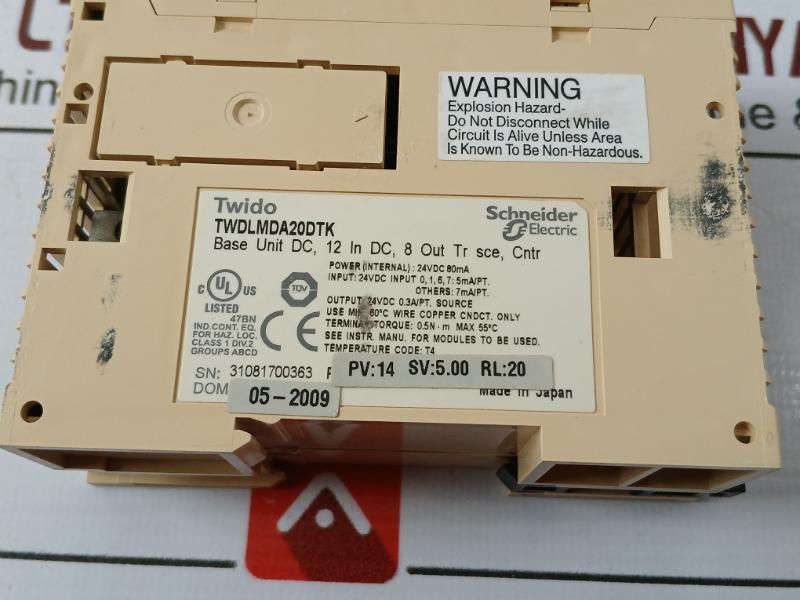 WARNING
Explosion Hazard-
Do Not Disconnect While
Circuit Is Alive Unless Area
Is Known To Be Non-Hazardous.
Twido
TWDLMDA20DTK
Base Unit DC, 12 In DC, 8 Out Tr sce, Cntr
Schneider
Electric
POWER (INTERNAL) : 24VDC 80mA
INPUT: 24VDC INPUT 0,1,6,7: 5mA/PT.
OTHERS: 7mA/PT.
OUTPUT: 24VDC 0.3A/PT. SOURCE
USE MIN 60°C WIRE COPPER CNDCT. ONLY
TERMINAL TORQUE: 0.5N·m MAX 55°C
SEE INSTR. MANU. FOR MODULES TO BE USED.
TEMPERATURE CODE: T4
C UL US
LISTED
47BN
IND.CONT. EQ.
FOR HAZ. LOC.
CLASS 1 DIV.2
GROUPS ABCD
TÜV
CE
SN: 31081700363
PV:14 SV:5.00 RL:20
DOM
05-2009
Made in Japan